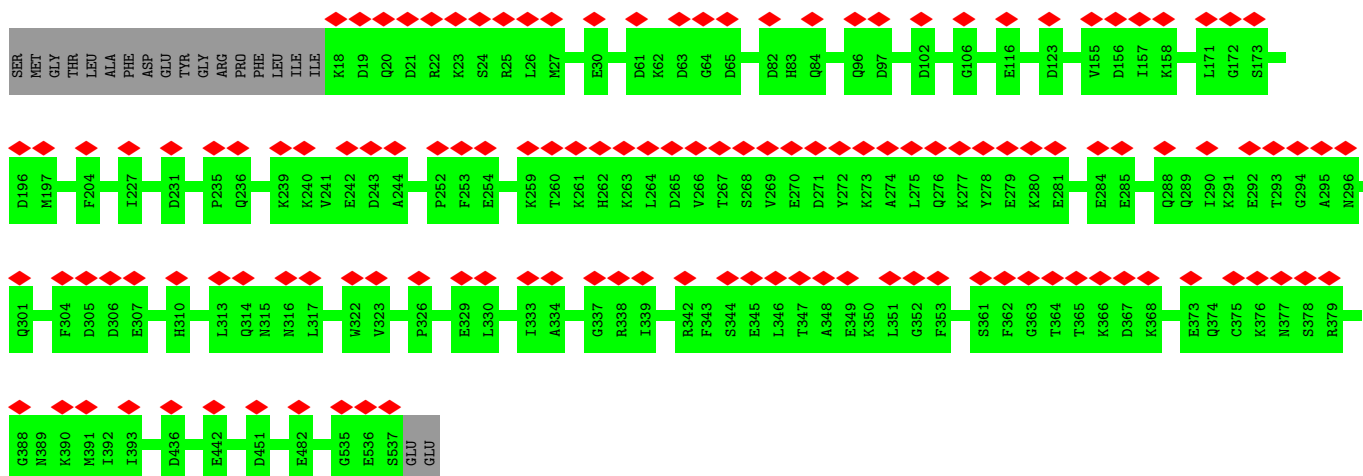 SER MET GLY THR LEU ALA PHE ASP GLU TYR GLY ARG PRO PHE LEU ILE ILE K18 D19 Q20 D21 R22 K23 S24 R25 L26 M27 E30 D61 K62 D63 G64 D65 D82 H83 Q84 Q96 D97 D102 G106 E116 D123 V155 D156 I157 K158 L171 G172 S173
D196 M197 F204 I227 D231 P235 Q236 K239 K240 V241 E242 D243 A244 P252 F253 E254 K259 T260 K261 H262 K263 L264 D265 V266 T267 S268 V269 E270 D271 Y272 K273 A274 L275 Q276 K277 Y278 E279 K280 E281 E284 E285 Q288 Q289 I290 K291 E292 T293 G294 A295 N296
Q301 F304 D305 D306 E307 H310 L313 Q314 N315 N316 L317 W322 V323 P326 E329 L330 I333 A334 G337 R338 I339 R342 F343 S344 E345 L346 T347 A348 E349 K350 L351 G352 F353 S361 F362 G363 T364 T365 K366 D367 K368 E373 Q374 C375 K376 N377 S378 R379
G388 N389 K390 M391 I392 I393 D436 E442 D451 E482 G535 E536 S537 GLU GLU